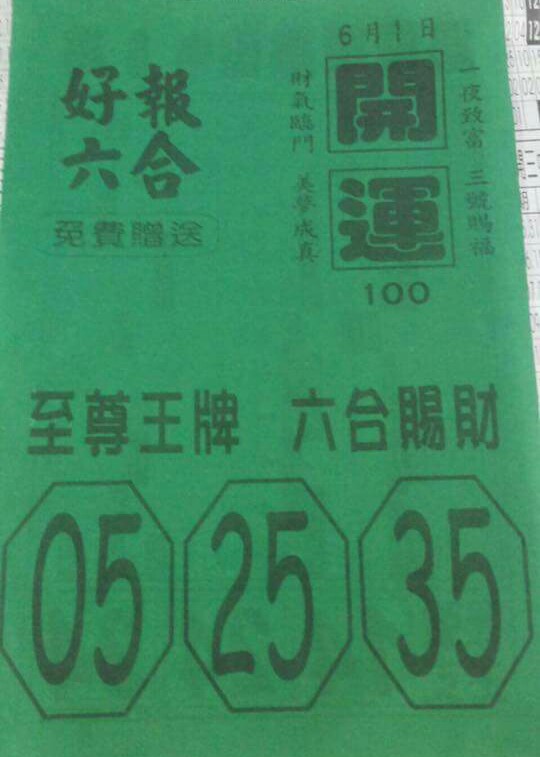 6月1日
好報
六合
免費贈送
財氣臨門
美夢成真
開
運
一夜致富
三號賜福
100
至尊王牌 六合賜財
05 25 35